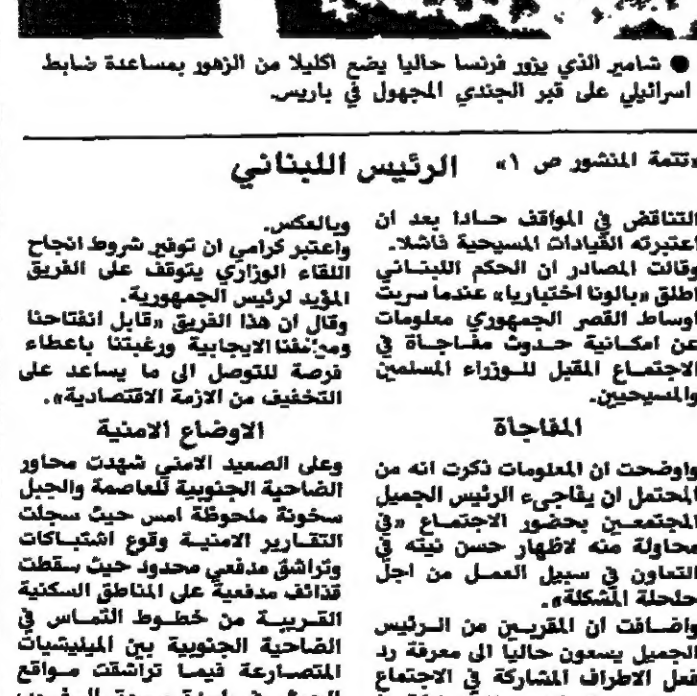 ● شامير الذي يزور فرنسا حاليا يضع اكليلا من الزهور بمساعدة ضابط
اسرائيلي على قبر الجندي المجهول في باريس.
«تتمة المنشور ص ١» الرئيس اللبناني
التناقض في المواقف حادا بعد ان
اعتبرته القيادات المسيحية فاشلا.
وقالت المصادر ان الحكم اللبناني
اطلق «بالونا اختياريا» عندما سربت
اوساط القصر الجمهوري معلومات
عن امكانية حدوث مفاجأة في
الاجتماع المقبل للوزراء المسلمين
والمسيحيين.
المفاجأة
واوضحت ان المعلومات ذكرت انه من
المحتمل ان يفاجىء الرئيس الجميل
المجتمعين بحضور الاجتماع «في
محاولة منه لاظهار حسن نيته في
التعاون في سبيل العمل من اجل
حلحلة المشكلة».
واضافت ان المقربين من الرئيس
الجميل يسعون حاليا الى معرفة رد
فعل الاطراف المشاركة في الاجتماع
وبالعكس.
واعتبر كرامي ان توفير شروط انجاح
اللقاء الوزاري يتوقف على الفريق
المؤيد لرئيس الجمهورية.
وقال ان هذا الفريق «قابل انفتاحنا
الايجابية ورغبتنا باعطاء
فرصة للتوصل الى ما يساعد على
التخفيف من الازمة الاقتصادية».
الاوضاع الامنية
وعلى الصعيد الامني شهدت محاور
الضاحية الجنوبية للعاصمة والجبل
سخونة ملحوظة امس حيث سجلت
التقارير الامنية وقوع اشتباكات
وتراشق مدفعي محدود حيث سقطت
قذائف مدفعية على المناطق السكنية
القريبة من خطوط التماس في
الضاحية الجنوبية بين الميليشيات
المتصارعة فيما تراشقت مواقع